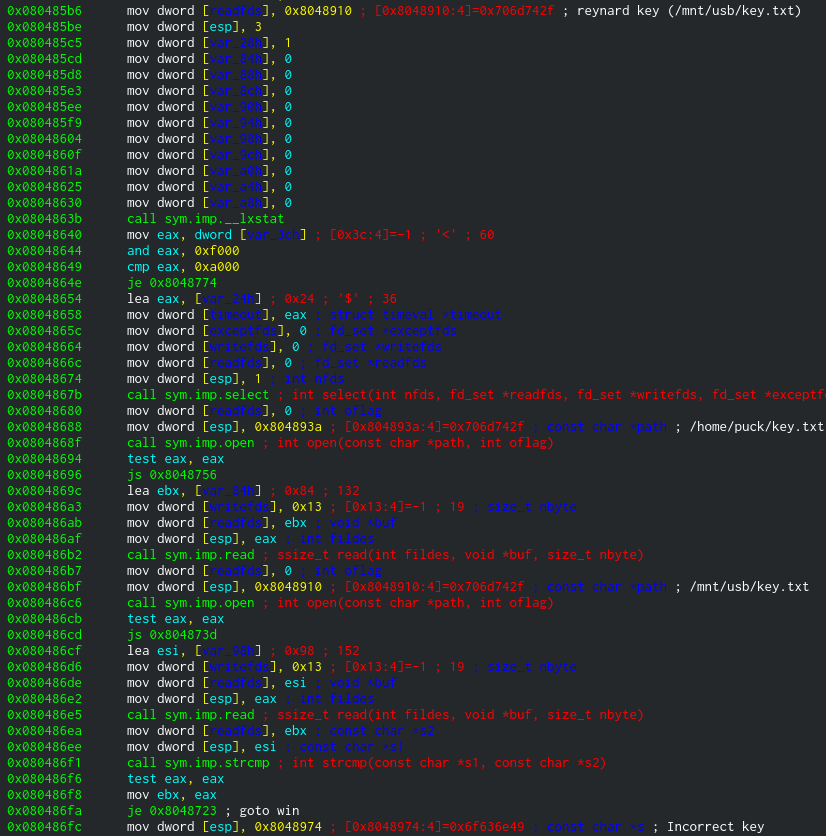 0x080485b6 mov dword [readfds], 0x8048910 ; [0x8048910:4]=0x706d742f ; reynard key (/mnt/usb/key.txt)
0x080485be mov dword [esp], 3
0x080485c5 mov dword [var_28h], 1
0x080485cd mov dword [var_84h], 0
0x080485d8 mov dword [var_88h], 0
0x080485e3 mov dword [var_8ch], 0
0x080485ee mov dword [var_90h], 0
0x080485f9 mov dword [var_94h], 0
0x08048604 mov dword [var_98h], 0
0x0804860f mov dword [var_9ch], 0
0x0804861a mov dword [var_a0h], 0
0x08048625 mov dword [var_a4h], 0
0x08048630 mov dword [var_a8h], 0
0x0804863b call sym.imp.__lxstat
0x08048640 mov eax, dword [var_3ch] ; [0x3c:4]=-1 ; '<' ; 60
0x08048644 and eax, 0xf000
0x08048649 cmp eax, 0xa000
0x0804864e je 0x8048774
0x08048654 lea eax, [var_24h] ; 0x24 ; '$' ; 36
0x08048658 mov dword [timeout], eax ; struct timeval *timeout
0x0804865c mov dword [exceptfds], 0 ; fd_set *exceptfds
0x08048664 mov dword [writefds], 0 ; fd_set *writefds
0x0804866c mov dword [readfds], 0 ; fd_set *readfds
0x08048674 mov dword [esp], 1 ; int nfds
0x0804867b call sym.imp.select ; int select(int nfds, fd_set *readfds, fd_set *writefds, fd_set *exceptf
0x08048680 mov dword [readfds], 0 ; int oflag
0x08048688 mov dword [esp], 0x804893a ; [0x804893a:4]=0x706d742f ; const char *path ; /home/puck/key.txt
0x0804868f call sym.imp.open ; int open(const char *path, int oflag)
0x08048694 test eax, eax
0x08048696 js 0x8048756
0x0804869c lea ebx, [var_84h] ; 0x84 ; 132
0x080486a3 mov dword [writefds], 0x13 ; [0x13:4]=-1 ; 19 ; size_t nbyte
0x080486ab mov dword [readfds], ebx ; void *buf
0x080486af mov dword [esp], eax ; int fildes
0x080486b2 call sym.imp.read ; ssize_t read(int fildes, void *buf, size_t nbyte)
0x080486b7 mov dword [readfds], 0 ; int oflag
0x080486bf mov dword [esp], 0x8048910 ; [0x8048910:4]=0x706d742f ; const char *path ; /mnt/usb/key.txt
0x080486c6 call sym.imp.open ; int open(const char *path, int oflag)
0x080486cb test eax, eax
0x080486cd js 0x804873d
0x080486cf lea esi, [var_98h] ; 0x98 ; 152
0x080486d6 mov dword [writefds], 0x13 ; [0x13:4]=-1 ; 19 ; size_t nbyte
0x080486de mov dword [readfds], esi ; void *buf
0x080486e2 mov dword [esp], eax ; int fildes
0x080486e5 call sym.imp.read ; ssize_t read(int fildes, void *buf, size_t nbyte)
0x080486ea mov dword [readfds], ebx ; const char *s2
0x080486ee mov dword [esp], esi ; const char *s1
0x080486f1 call sym.imp.strcmp ; int strcmp(const char *s1, const char *s2)
0x080486f6 test eax, eax
0x080486f8 mov ebx, eax
0x080486fa je 0x8048723 ; goto win
0x080486fc mov dword [esp], 0x8048974 ; [0x8048974:4]=0x6f636e49 ; const char *s ; Incorrect key